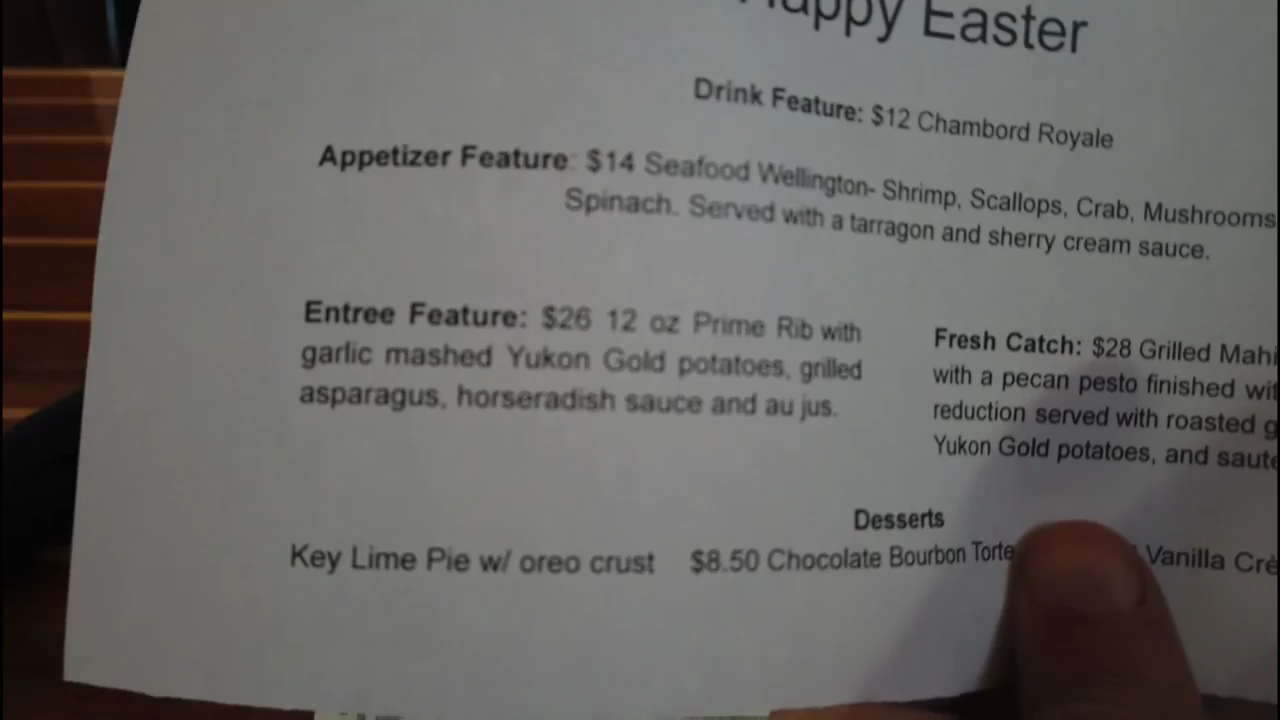 Happy Easter
Drink Feature: $12 Chambord Royale
Appetizer Feature: $14 Seafood Wellington- Shrimp, Scallops, Crab, Mushrooms
Spinach. Served with a tarragon and sherry cream sauce.
Entree Feature: $26 12 oz Prime Rib with
garlic mashed Yukon Gold potatoes, grilled
asparagus, horseradish sauce and au jus.
Fresh Catch: $28 Grilled Mahi
with a pecan pesto finished
reduction served with roasted
Yukon Gold potatoes, and
Desserts
Key Lime Pie w/ oreo crust $8.50 Chocolate Bourbon Torte Vanilla